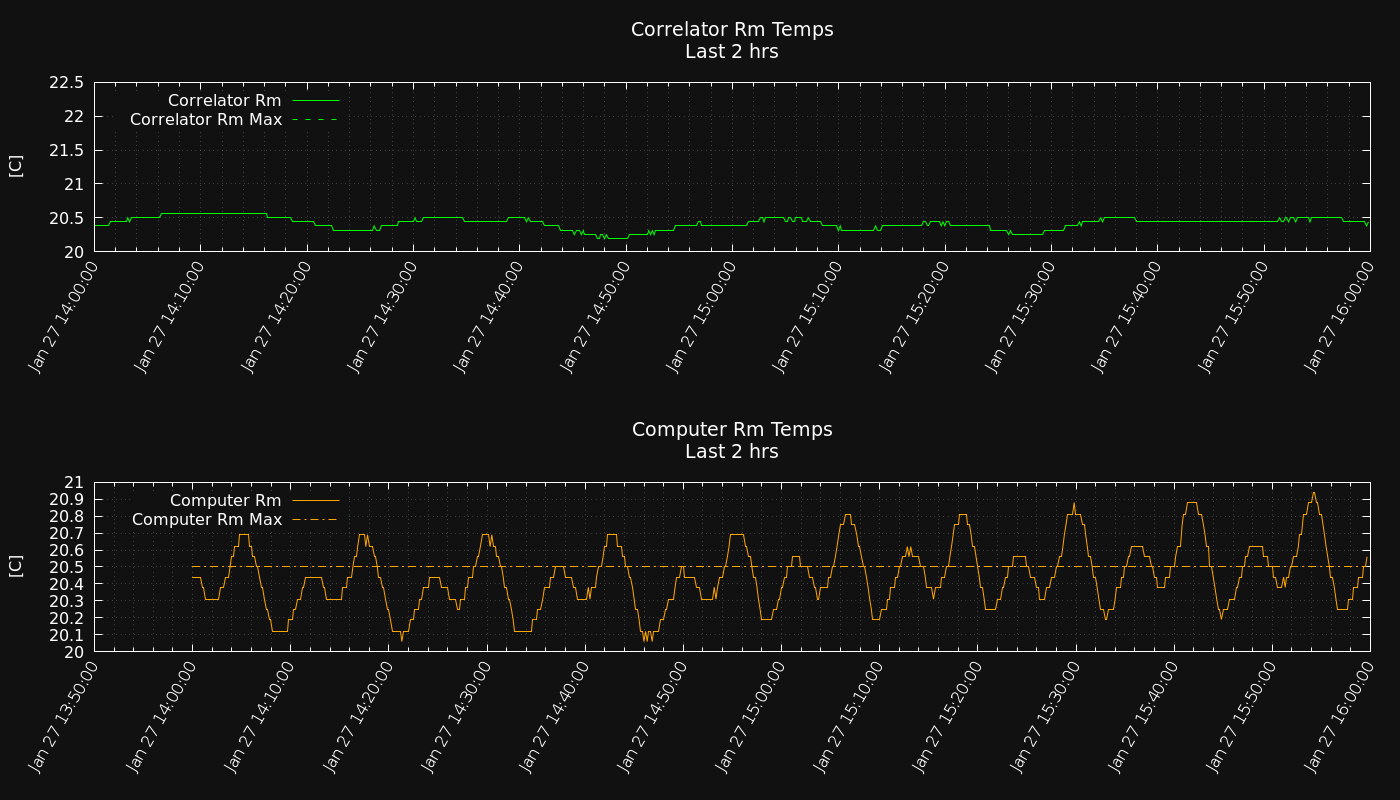 Correlator Rm Temps
Last 2 hrs
22.5
22
21.5
21
20.5
20
[C]
Correlator Rm
Correlator Rm Max
Jan 27 14:00:00
Jan 27 14:10:00
Jan 27 14:20:00
Jan 27 14:30:00
Jan 27 14:40:00
Jan 27 14:50:00
Jan 27 15:00:00
Jan 27 15:10:00
Jan 27 15:20:00
Jan 27 15:30:00
Jan 27 15:40:00
Jan 27 15:50:00
Jan 27 16:00:00
Computer Rm Temps
Last 2 hrs
21
20.9
20.8
20.7
20.6
20.5
20.4
20.3
20.2
20.1
20
[C]
Computer Rm
Computer Rm Max
Jan 27 13:50:00
Jan 27 14:00:00
Jan 27 14:10:00
Jan 27 14:20:00
Jan 27 14:30:00
Jan 27 14:40:00
Jan 27 14:50:00
Jan 27 15:00:00
Jan 27 15:10:00
Jan 27 15:20:00
Jan 27 15:30:00
Jan 27 15:40:00
Jan 27 15:50:00
Jan 27 16:00:00